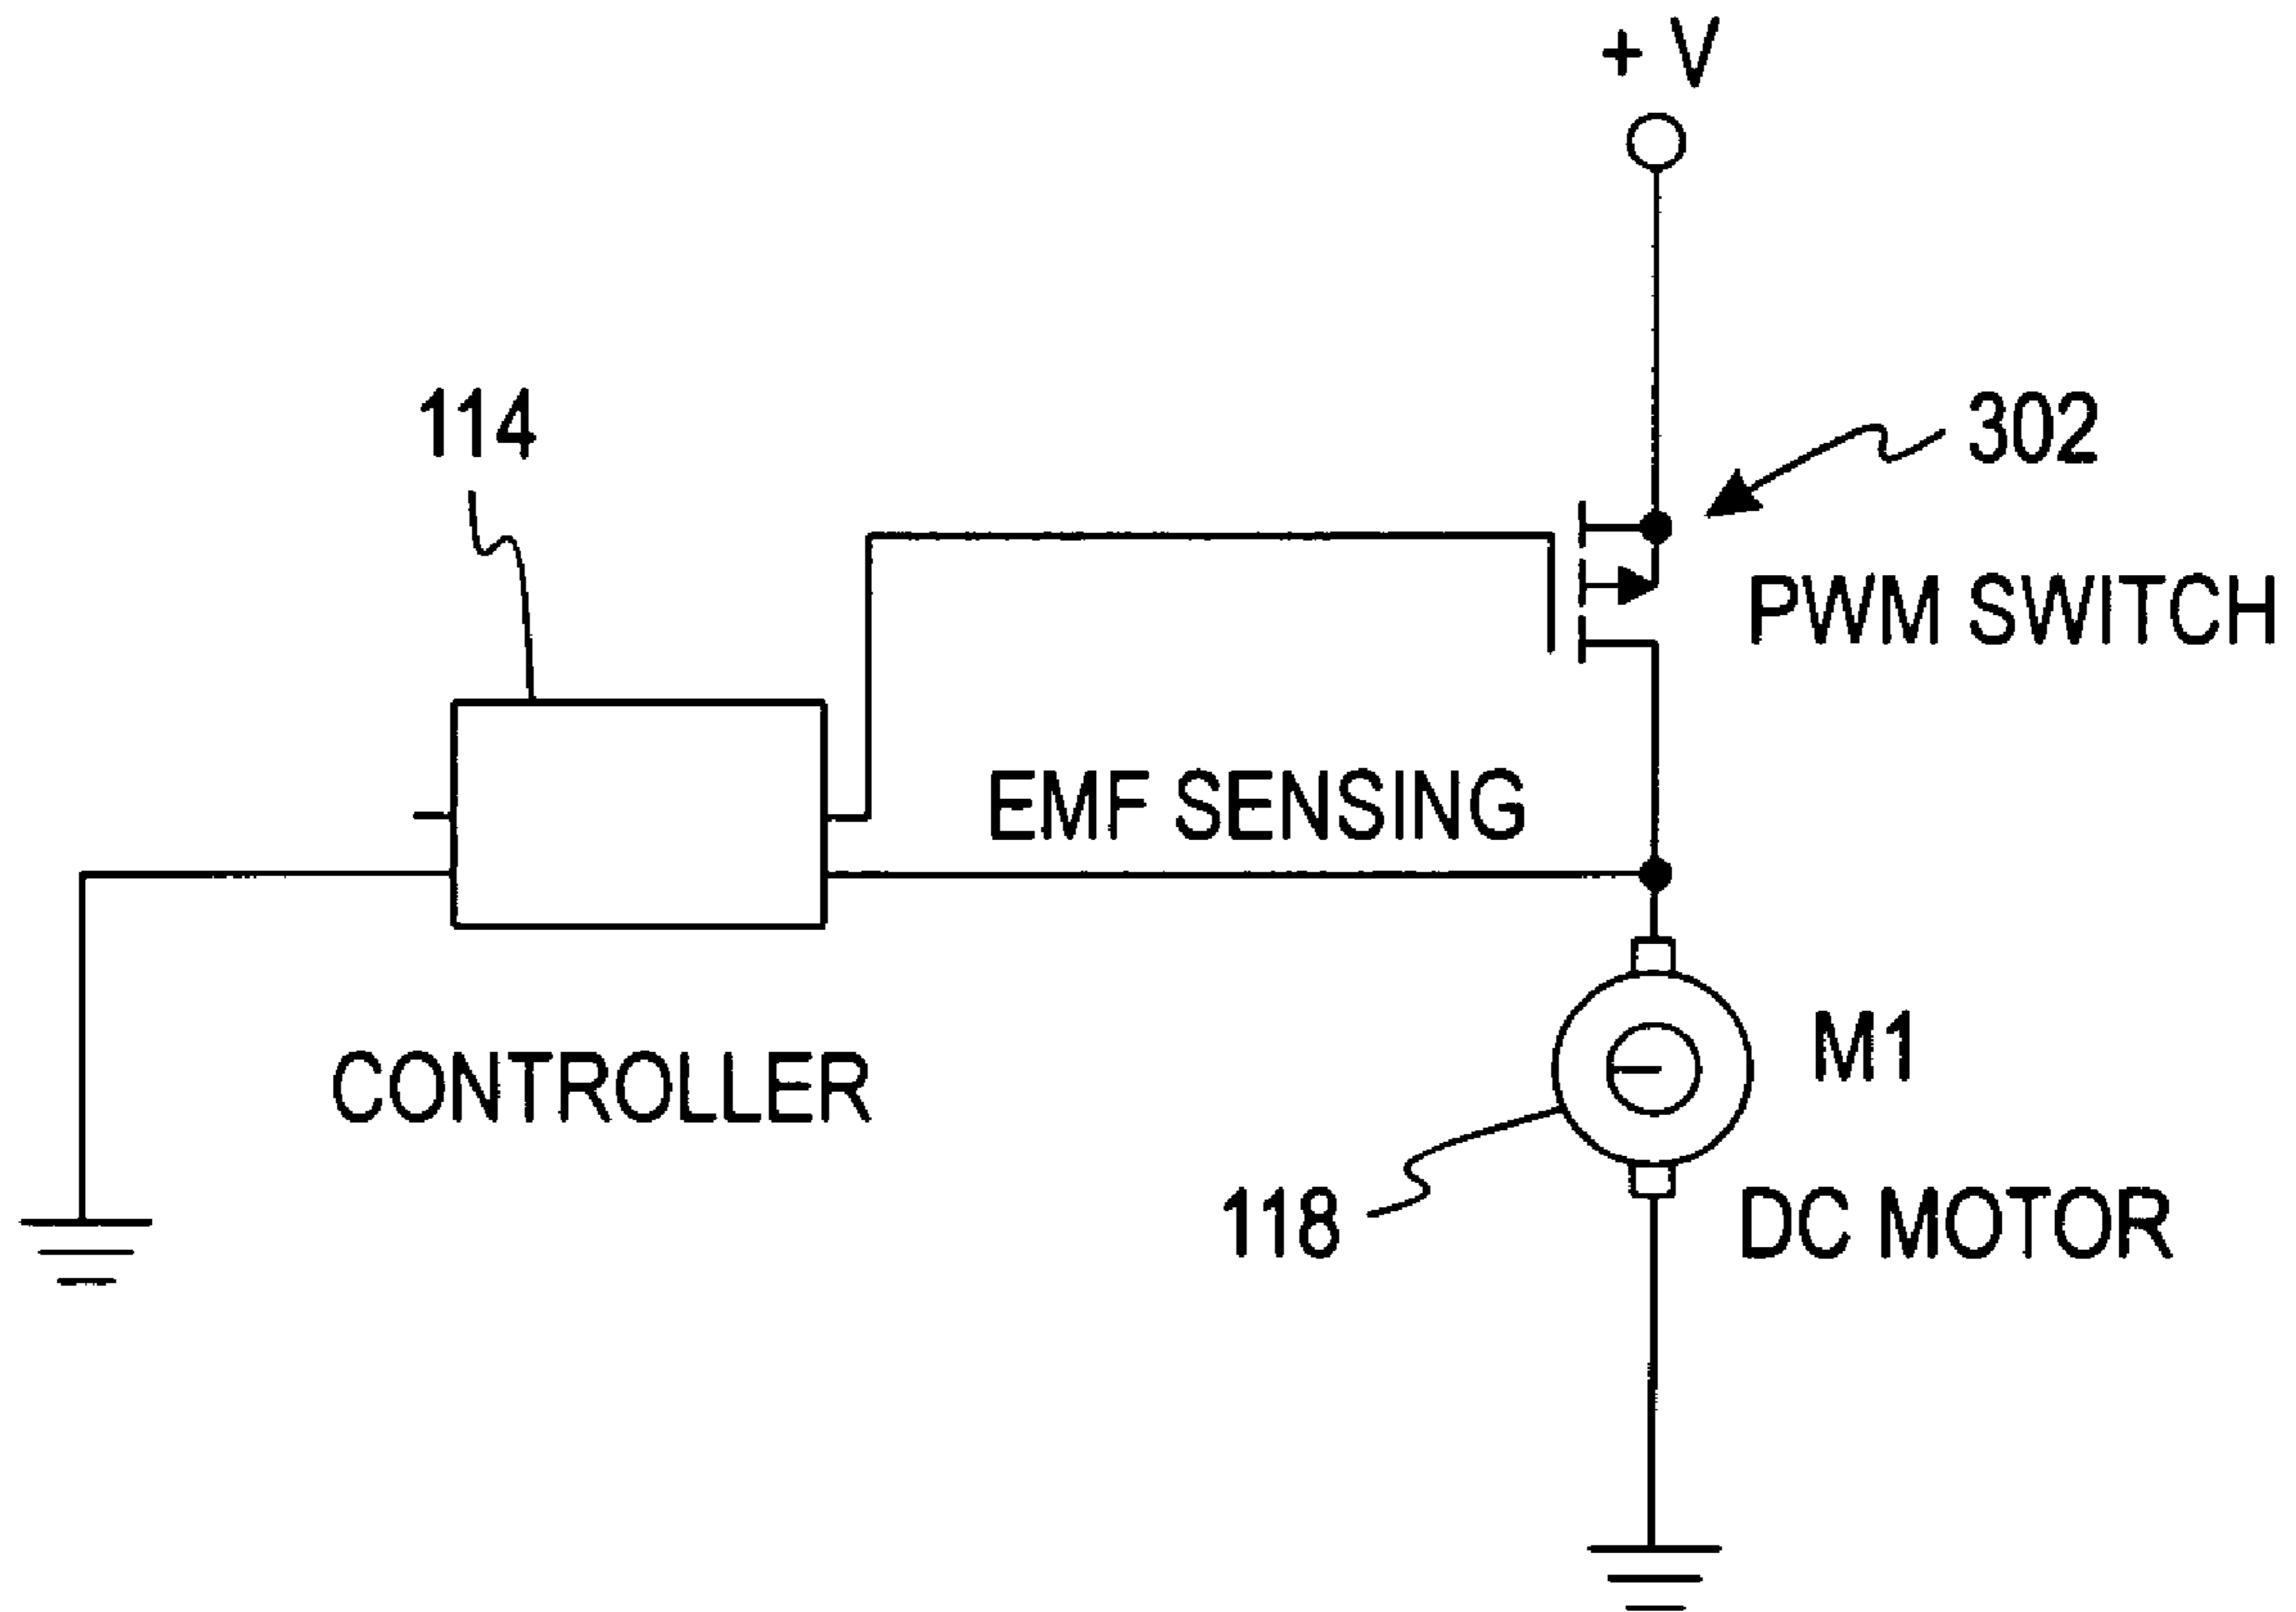 + V
114
302
PWM SWITCH
EMF SENSING
CONTROLLER
M1
118
DC MOTOR